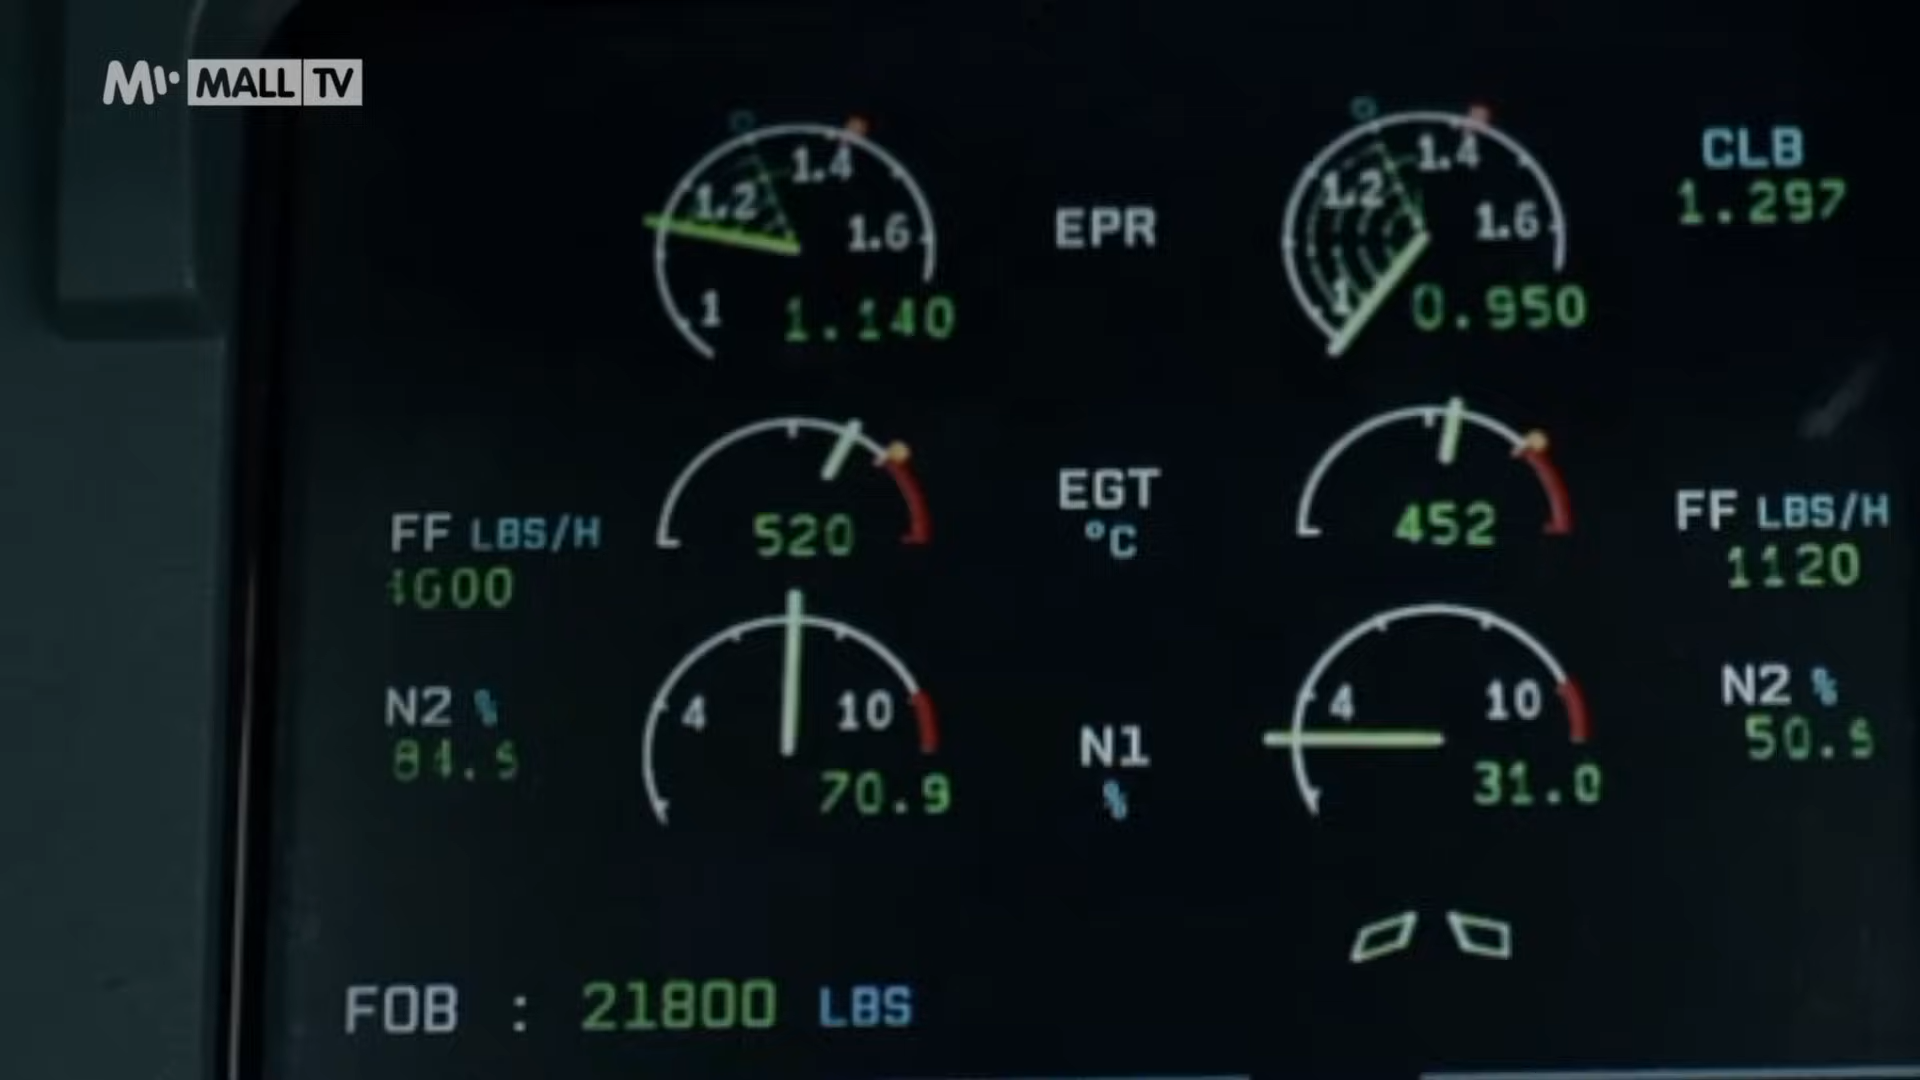 MALL TV
1.2 1.4 1.6 1
1.140
EPR
1.2 1.4 1.6 1
0.950
CLB
1.297
FF LBS/H
520
EGT
°C
452
FF LBS/H
1120
N2 %
4 10
70.9
N1
%
4 10
31.0
N2 %
50.5
FOB : 21800 LBS